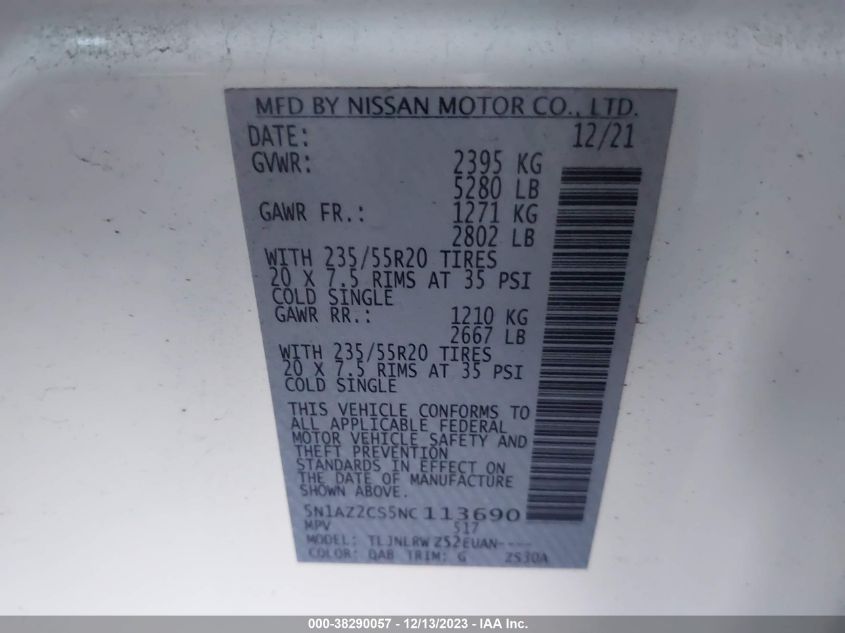 MFD BY NISSAN MOTOR CO., LTD.
DATE: 12/21
GVWR: 2395 KG
5280 LB
GAWR FR.: 1271 KG
2802 LB
WITH 235/55R20 TIRES
20 X 7.5 RIMS AT 35 PSI
COLD SINGLE
GAWR RR.: 1210 KG
2667 LB
WITH 235/55R20 TIRES
20 X 7.5 RIMS AT 35 PSI
COLD SINGLE
THIS VEHICLE CONFORMS TO
ALL APPLICABLE FEDERAL
MOTOR VEHICLE SAFETY AND
THEFT PREVENTION
STANDARDS IN EFFECT ON
THE DATE OF MANUFACTURE
SHOWN ABOVE.
5N1AZ2CS5NC113690
MPV 517
MODEL: TLJNLRWZ52EUAN----
COLOR: QAB TRIM: G ZS30A
000-38290057 - 12/13/2023 - IAA Inc.